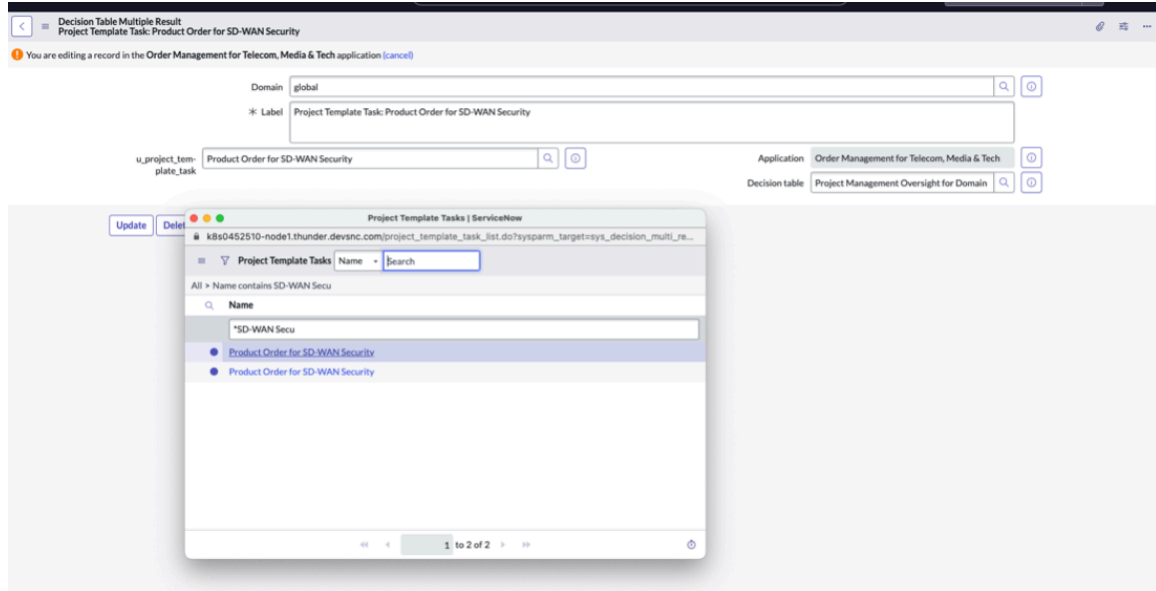 Decision Table Multiple Result
Project Template Task: Product Order for SD-WAN Security
You are editing a record in the Order Management for Telecom, Media & Tech application (cancel)
Domain global
* Label Project Template Task: Product Order for SD-WAN Security
u_project_tem-
plate_task Product Order for SD-WAN Security
Application Order Management for Telecom, Media & Tech
Decision table Project Management Oversight for Domain
Update Delet
Project Template Tasks | ServiceNow
k8s0452510-node1.thunder.devsnc.com/project_template_task_list.do?sysparm_target=sys_decision_multi_re...
Project Template Tasks Name Search
All > Name contains SD-WAN Secu
Name
*SD-WAN Secu
Product Order for SD-WAN Security
Product Order for SD-WAN Security
1 to 2 of 2